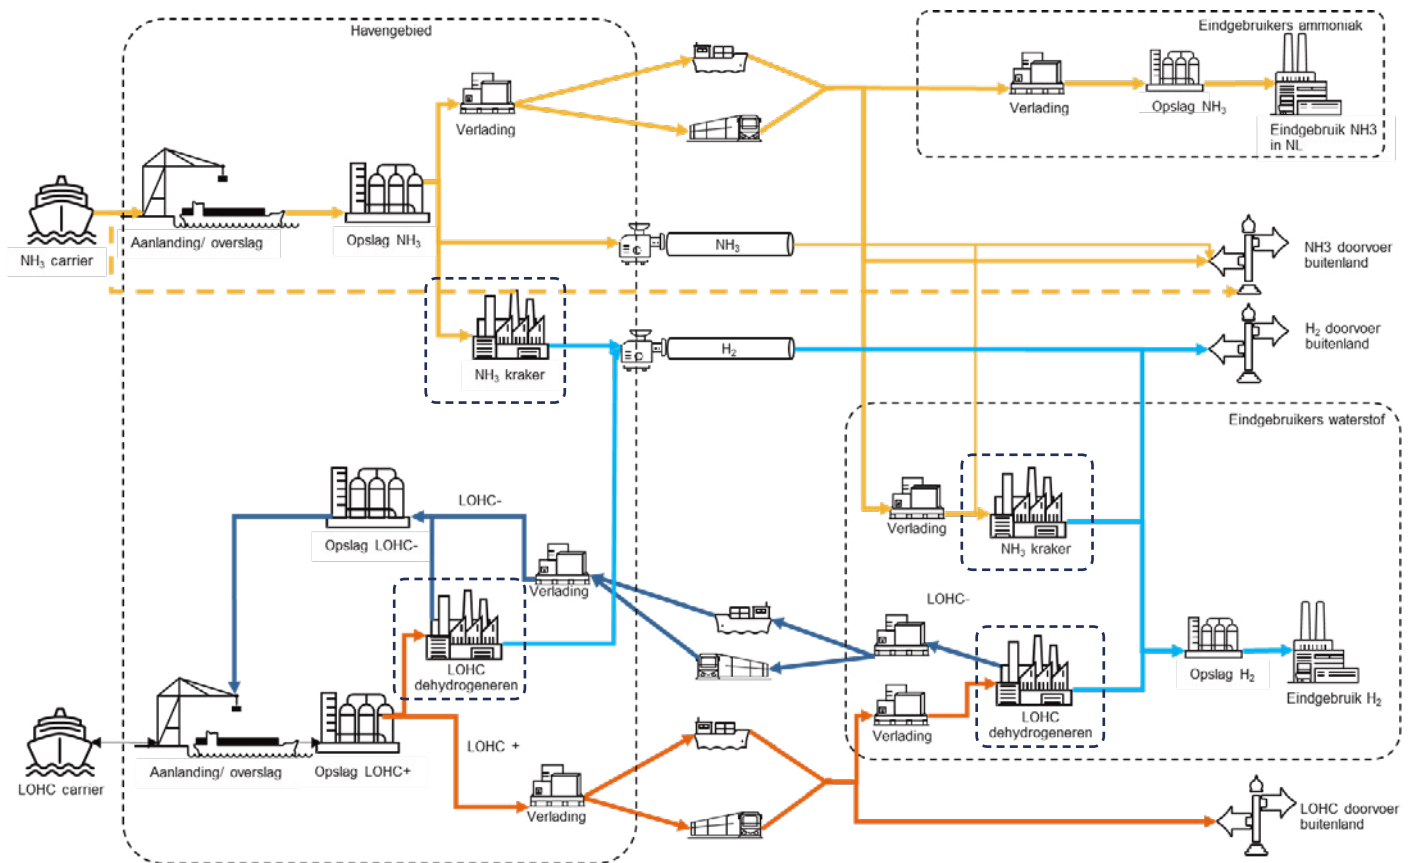 Havengebied
Eindgebruikers ammoniak
Verlading
Verlading
Opslag NH₃
Eindgebruik NH3
in NL
NH₃ carrier
Aanlanding/ overslag
Opslag NH₃
NH₃
NH3 doorvoer
buitenland
NH₃ kraker
H₂
H₂ doorvoer
buitenland
Eindgebruikers waterstof
LOHC-
Opslag LOHC-
Verlading
Verlading
NH₃ kraker
LOHC-
LOHC
dehydrogeneren
Opslag H₂
Eindgebruik H₂
LOHC carrier
Aanlanding/ overslag
Opslag LOHC+
LOHC +
Verlading
Verlading
LOHC
dehydrogeneren
LOHC doorvoer
buitenland